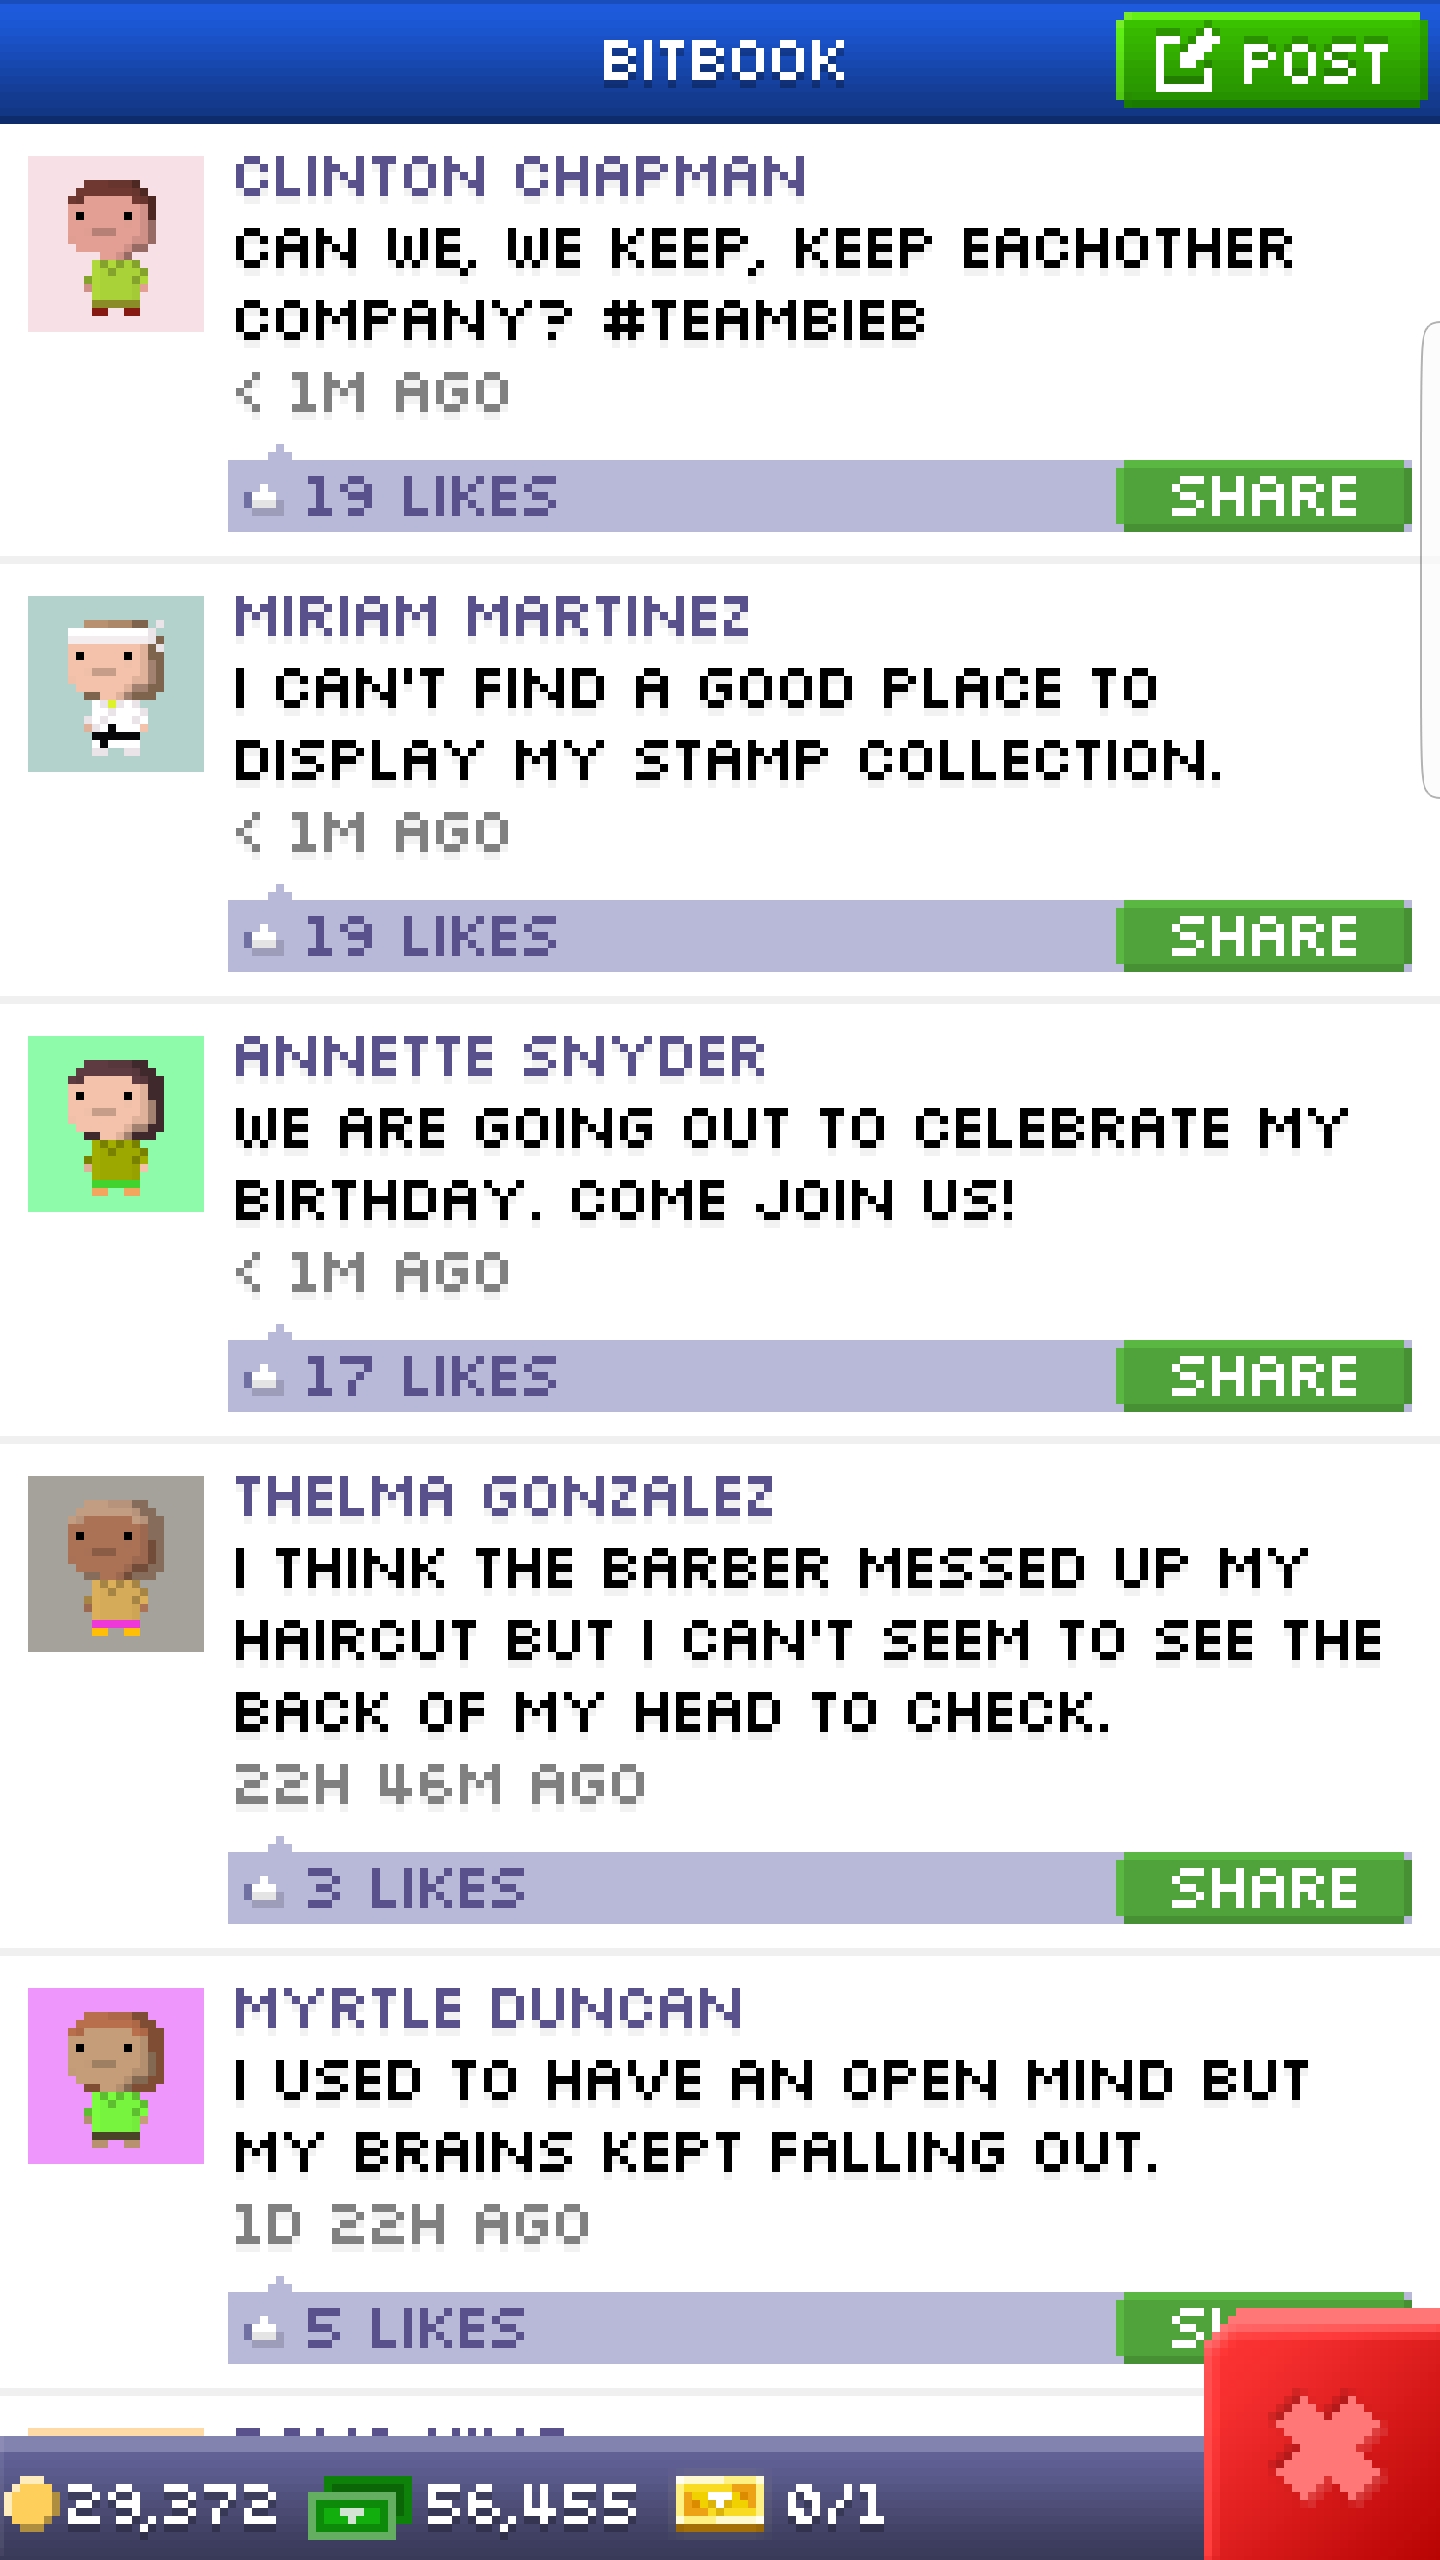 BITBOOK
POST
CLINTON CHAPMAN
CAN WE, WE KEEP, KEEP EACHOTHER
COMPANY? #TEAMBIEB
< 1M AGO
19 LIKES
SHARE
MIRIAM MARTINEZ
I CAN'T FIND A GOOD PLACE TO
DISPLAY MY STAMP COLLECTION.
< 1M AGO
19 LIKES
SHARE
ANNETTE SNYDER
WE ARE GOING OUT TO CELEBRATE MY
BIRTHDAY. COME JOIN US!
< 1M AGO
17 LIKES
SHARE
THELMA GONZALEZ
I THINK THE BARBER MESSED UP MY
HAIRCUT BUT I CAN'T SEEM TO SEE THE
BACK OF MY HEAD TO CHECK.
22H 46M AGO
3 LIKES
SHARE
MYRTLE DUNCAN
I USED TO HAVE AN OPEN MIND BUT
MY BRAINS KEPT FALLING OUT.
1D 22H AGO
5 LIKES
29,372
56,455
0/1